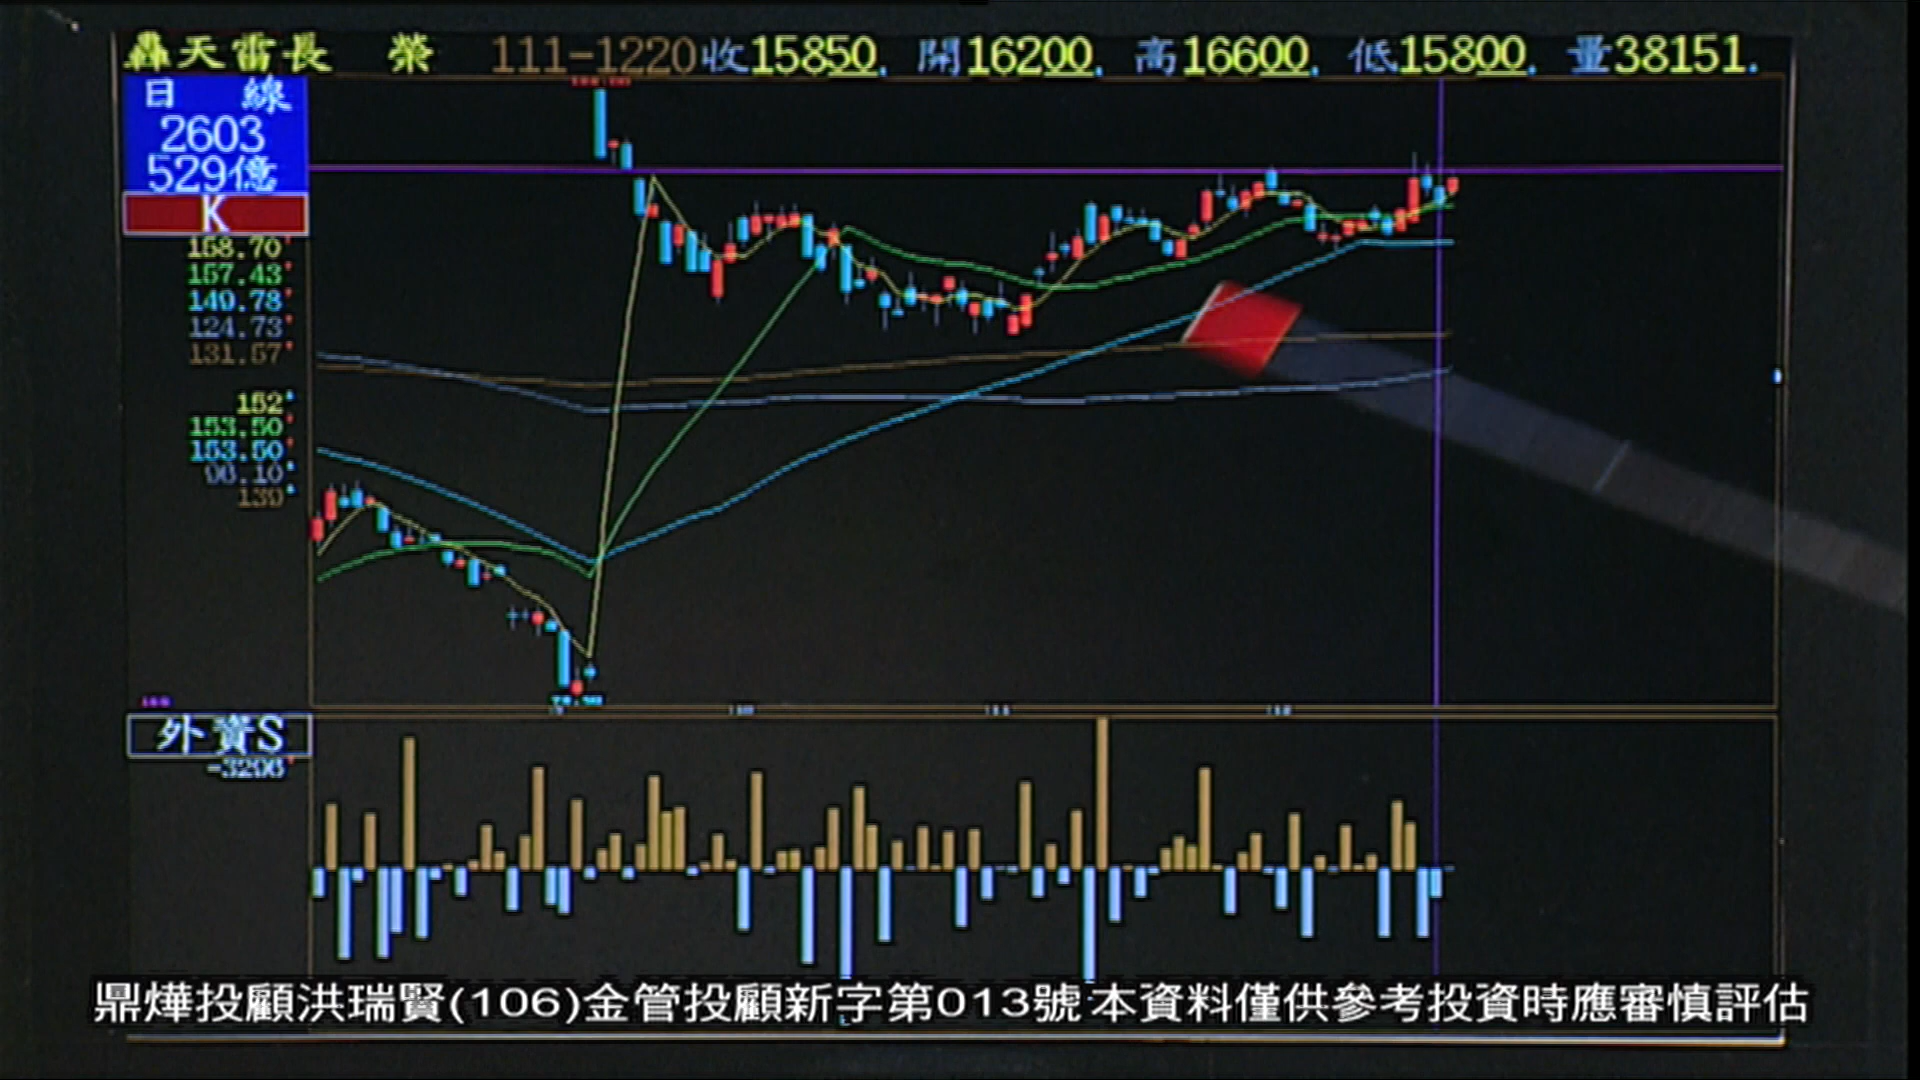 轟天雷長 榮 111-1220收15850. 開16200. 高16600. 低15800. 量38151.
日 線
2603
529億
K
158.70
157.43
140.78
124.73
131.57
152
153.50
153.50
139
外資S
-3206
鼎燁投顧洪瑞賢(106)金管投顧新字第013號 本資料僅供參考投資時應審慎評估